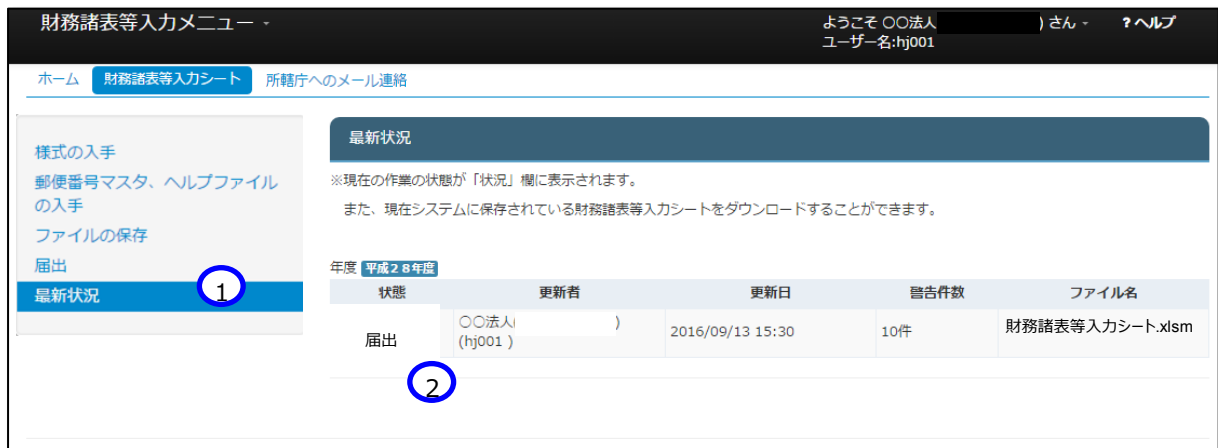 財務諸表等入力メニュー
ようこそ 〇〇法人 ) さん ?ヘルプ
ユーザー名:hj001
ホーム 財務諸表等入力シート 所轄庁へのメール連絡
最新状況
様式の入手
郵便番号マスタ、ヘルプファイル
の入手
ファイルの保存
届出
最新状況
1
※現在の作業の状態が「状況」欄に表示されます。
また、現在システムに保存されている財務諸表等入力シートをダウンロードすることができます。
年度 平成28年度
状態 更新者 更新日 警告件数 ファイル名
届出 〇〇法人( ) 2016/09/13 15:30 10件 財務諸表等入力シート.xlsm
(hj001 )
2